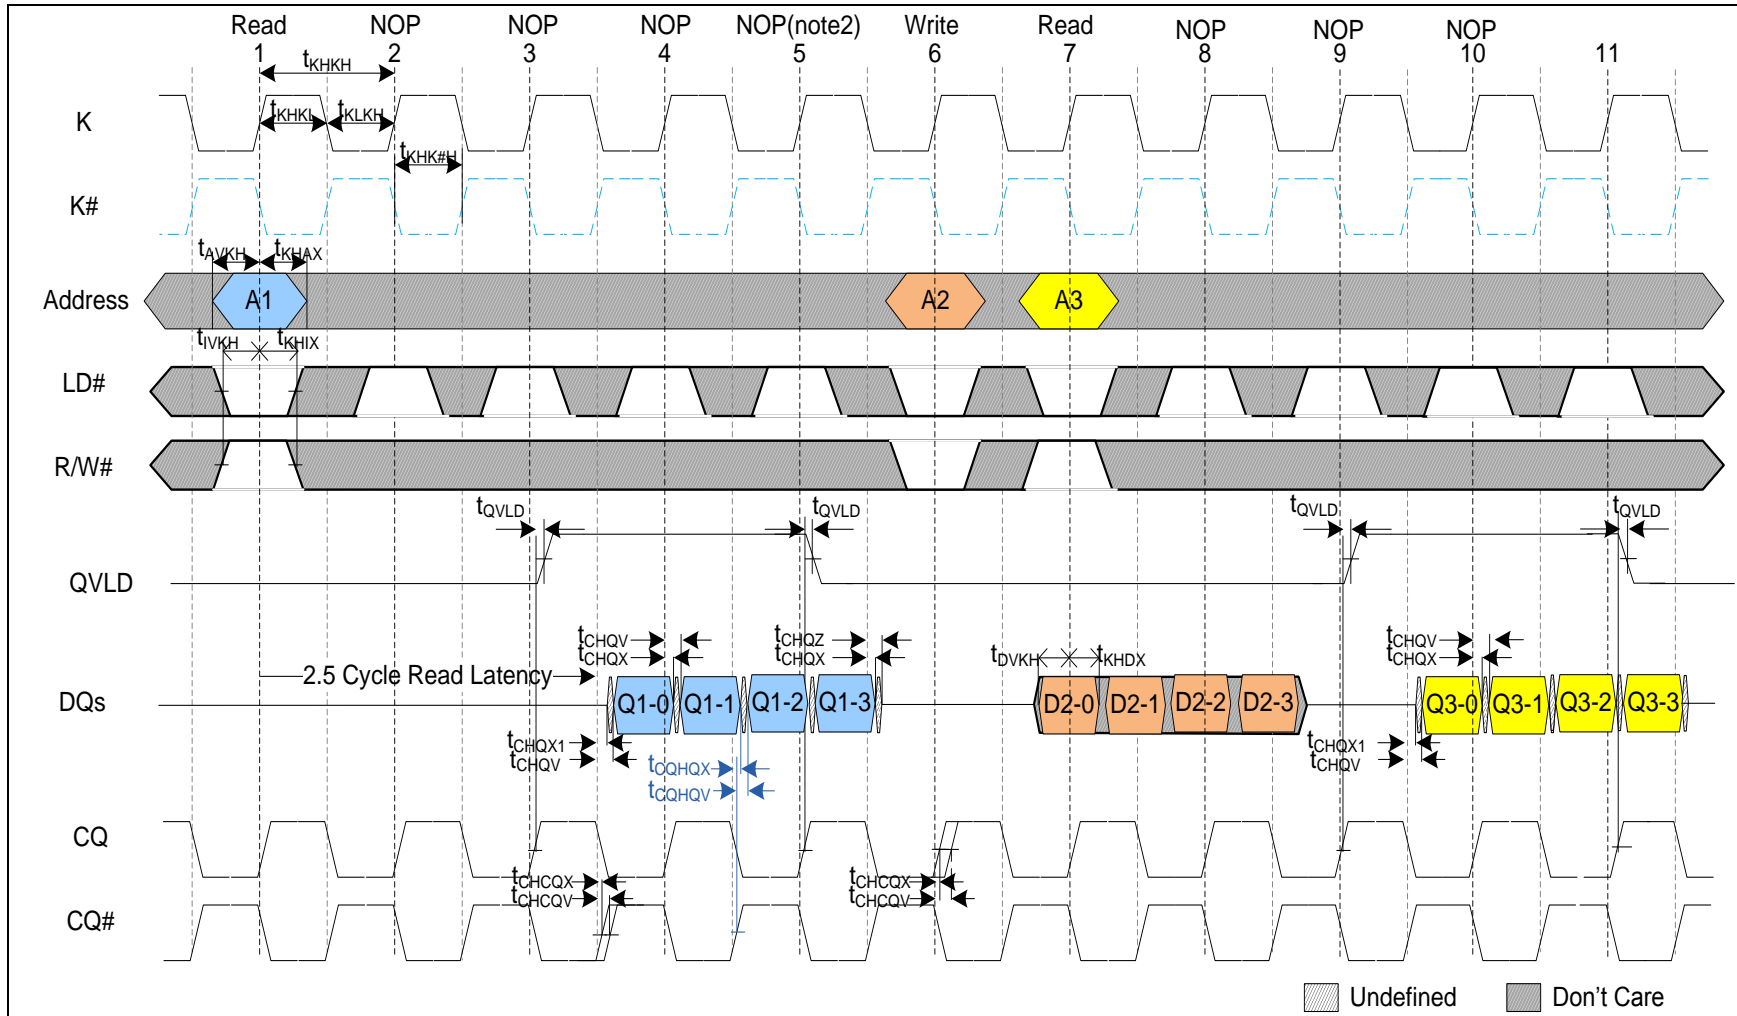 Read NOP NOP NOP NOP(note2) Write Read NOP NOP NOP
1 2 3 4 5 6 7 8 9 10 11
tKHKH
K
tKHKL tKLKH
tKHK#H
K#
tAVKH tKHAX
Address A1 A2 A3
tIVKH tKHIX
LD#
R/W#
tQVLD tQVLD tQVLD tQVLD
QVLD
tCHQV tCHQZ tCHQV
tCHQX tCHQX tDVKH tKHDX tCHQX
2.5 Cycle Read Latency
DQs Q1-0 Q1-1 Q1-2 Q1-3 D2-0 D2-1 D2-2 D2-3 Q3-0 Q3-1 Q3-2 Q3-3
tCHQX1 tCHQX1
tCHQV tCHQV
tCQHQX
tCQHQV
CQ
tCHCQX tCHCQX
tCHCQV tCHCQV
CQ#
Undefined Don't Care